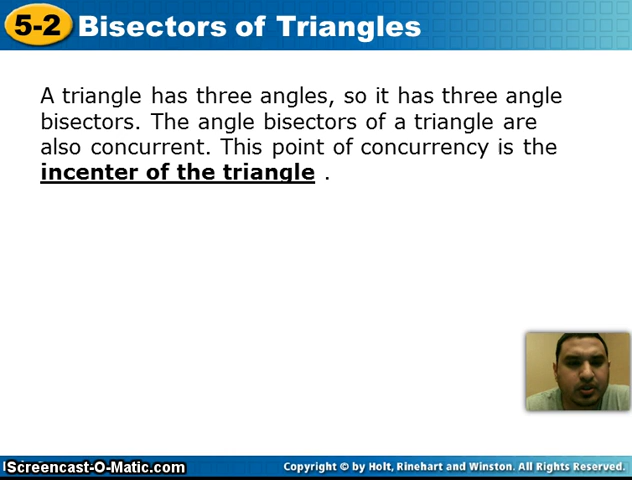 5-2 Bisectors of Triangles
A triangle has three angles, so it has three angle
bisectors. The angle bisectors of a triangle are
also concurrent. This point of concurrency is the
incenter of the triangle .
Screencast-O-Matic.com
Copyright © by Holt, Rinehart and Winston. All Rights Reserved.